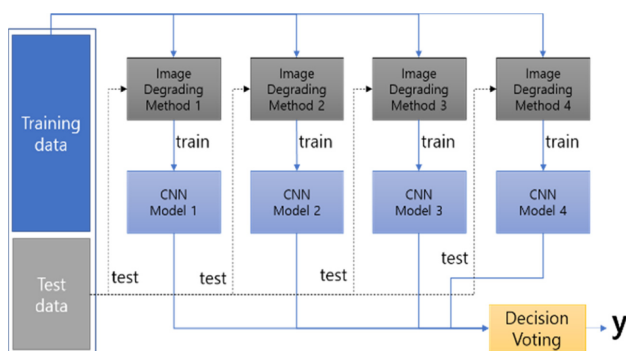 Training
data
Test
data
Image
Degrading
Method 1
Image
Degrading
Method 2
Image
Degrading
Method 3
Image
Degrading
Method 4
train
train
train
train
CNN
Model 1
CNN
Model 2
CNN
Model 3
CNN
Model 4
test
test
test
test
Decision
Voting
y